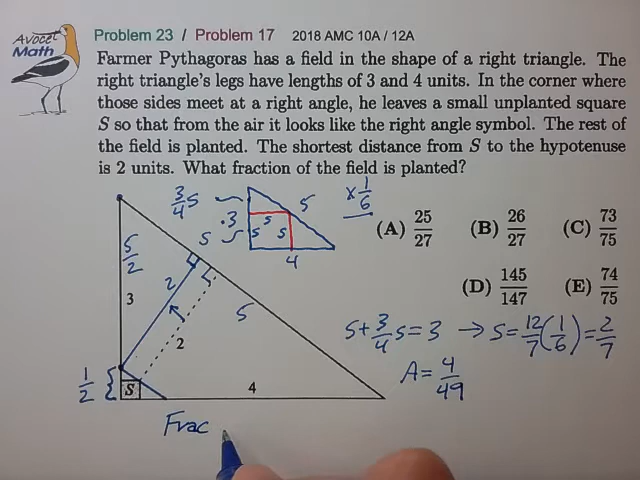 Avocet
Math
Problem 23 / Problem 17 2018 AMC 10A / 12A
Farmer Pythagoras has a field in the shape of a right triangle. The
right triangle's legs have lengths of 3 and 4 units. In the corner where
those sides meet at a right angle, he leaves a small unplanted square
S so that from the air it looks like the right angle symbol. The rest of
the field is planted. The shortest distance from S to the hypotenuse
is 2 units. What fraction of the field is planted?
(A) 25/27 (B) 26/27 (C) 73/75
(D) 145/147 (E) 74/75
3/4 s
s
3
s
s
s
5
4
× 1/6
5/2
3
2
2
5
s
1/2
S
4
s + 3/4 s = 3 → s = 12/7 (1/6) = 2/7
A = 4/49
Frac